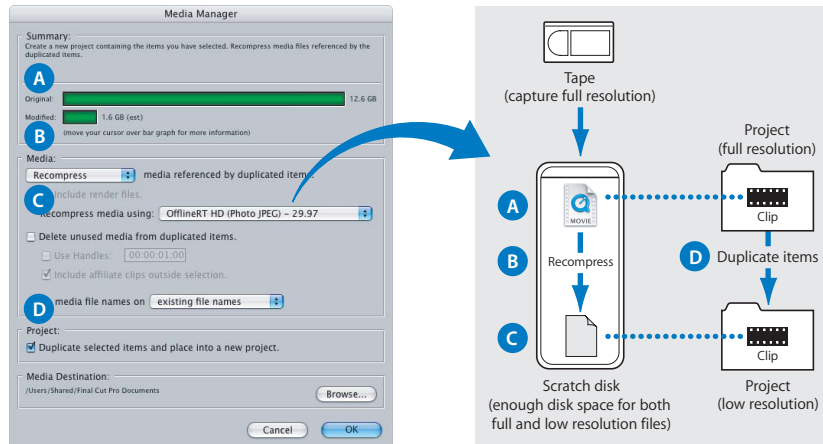 Media Manager
Summary:
Create a new project containing the items you have selected. Recompress media files referenced by the
duplicated items.
A
Original:
12.6 GB
Modified:
1.6 GB (est)
B
(move your cursor over bar graph for more information)
Media:
Recompress media referenced by duplicated items.
C
Include render files.
Recompress media using: OfflineRT HD (Photo JPEG) – 29.97
Delete unused media from duplicated items.
Use Handles: 00:00:01;00
Include affiliate clips outside selection.
D
media file names on existing file names
Project:
Duplicate selected items and place into a new project.
Media Destination:
/Users/Shared/Final Cut Pro Documents
Browse...
Cancel
OK
Tape
(capture full resolution)
Project
(full resolution)
A
MOVIE
Clip
B
Recompress
D
Duplicate items
C
Clip
Scratch disk
(enough disk space for both
full and low resolution files)
Project
(low resolution)